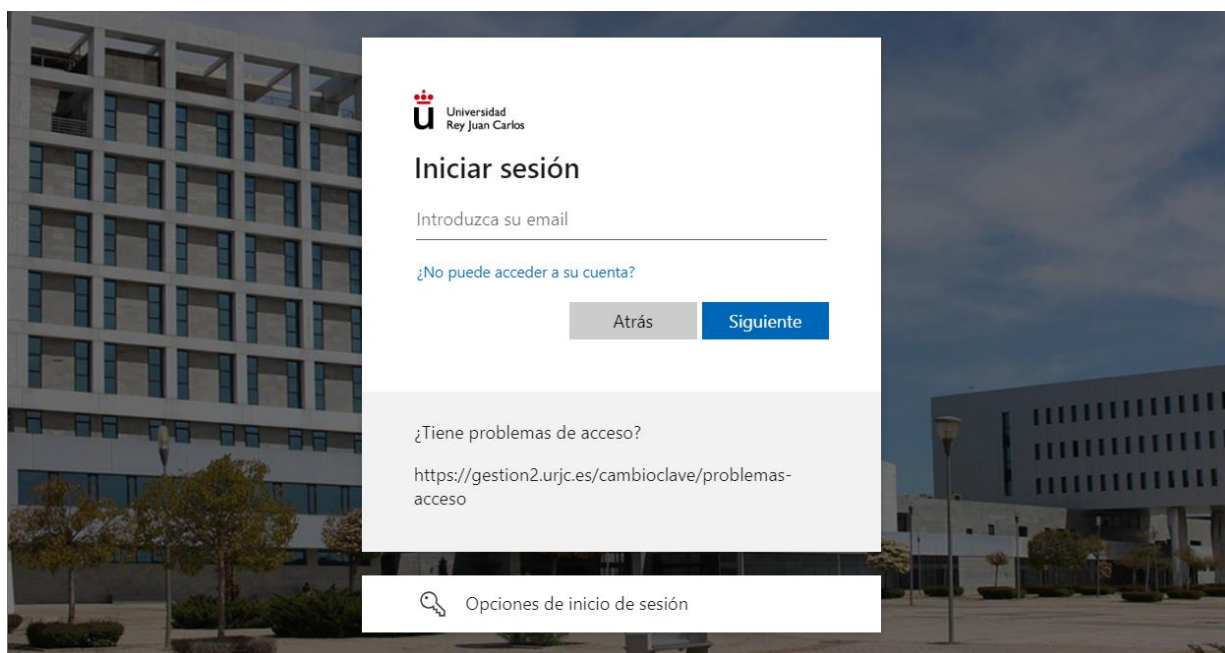 Universidad
Rey Juan Carlos
Iniciar sesión
Introduzca su email
¿No puede acceder a su cuenta?
Atrás Siguiente
¿Tiene problemas de acceso?
https://gestion2.urjc.es/cambioclave/problemas-
acceso
Opciones de inicio de sesión